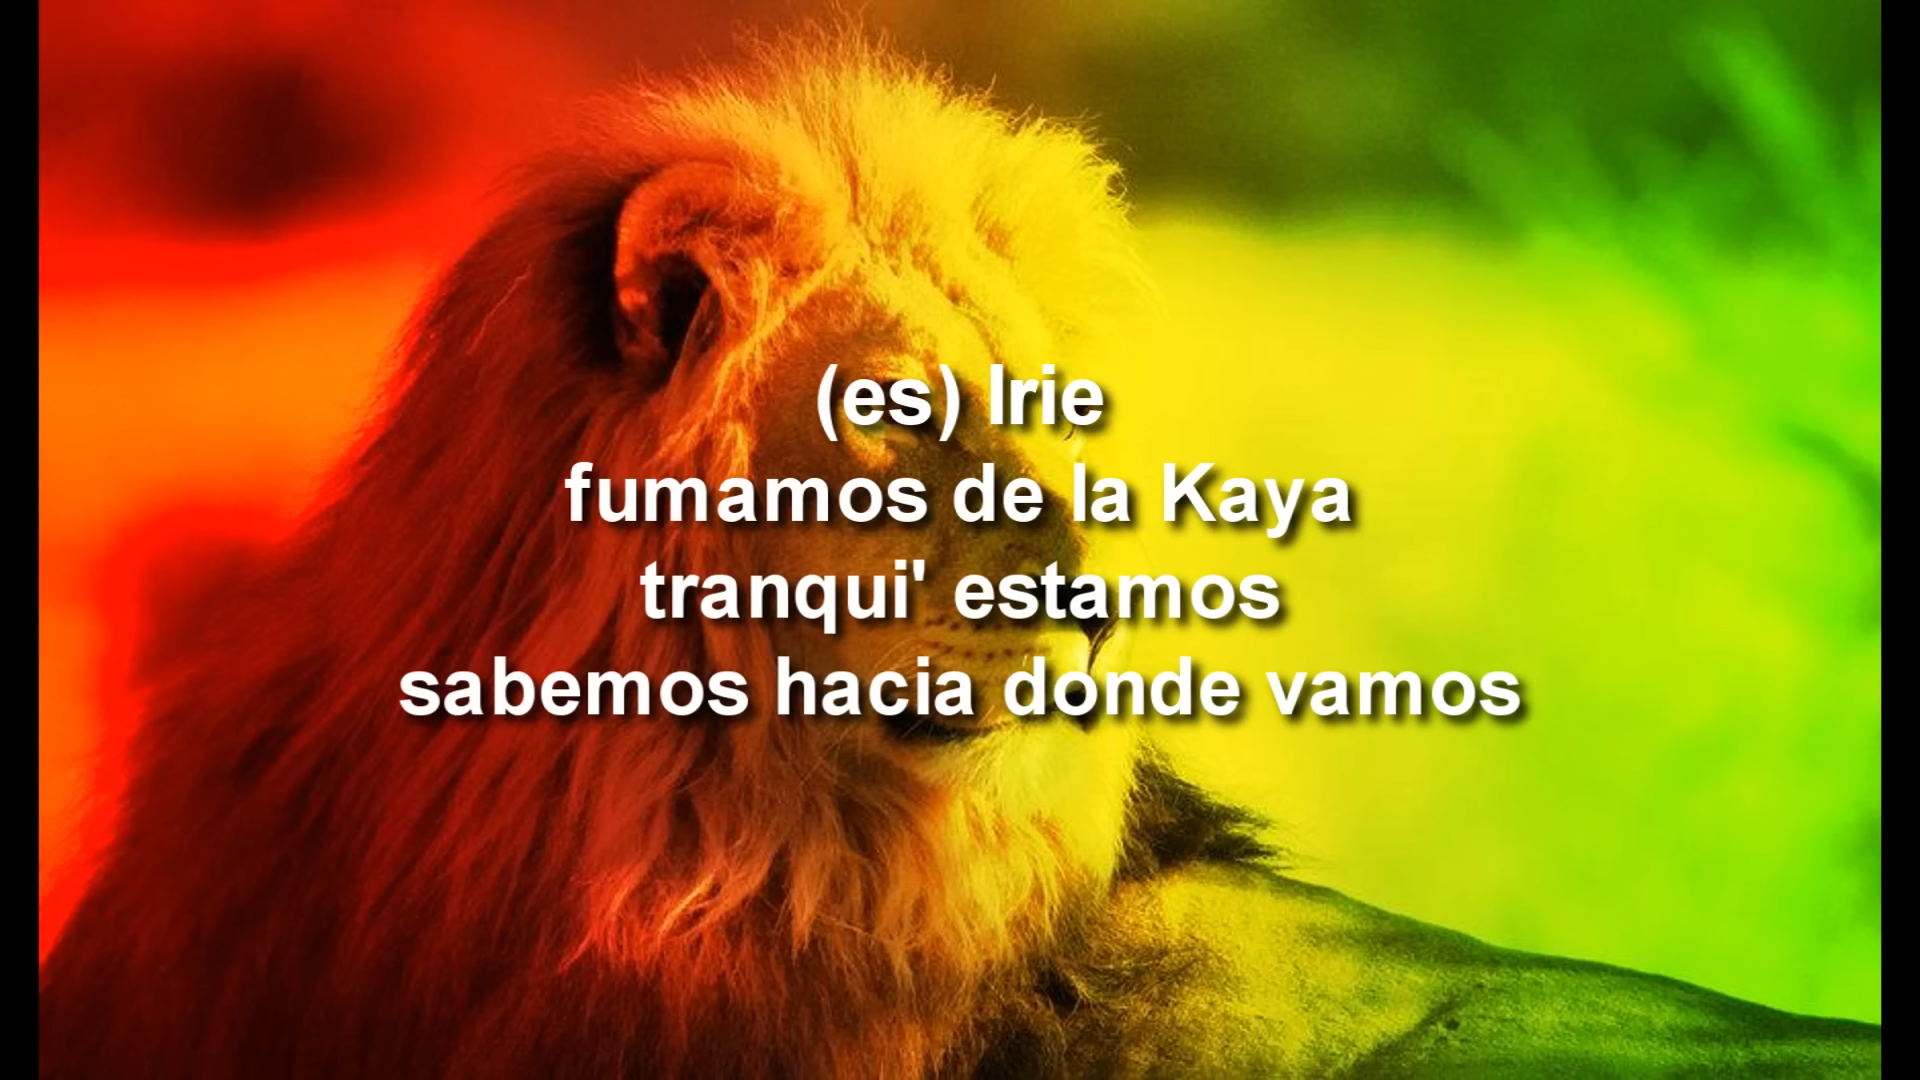 (es) Irie
fumamos de la Kaya
tranqui' estamos
sabemos hacia donde vamos